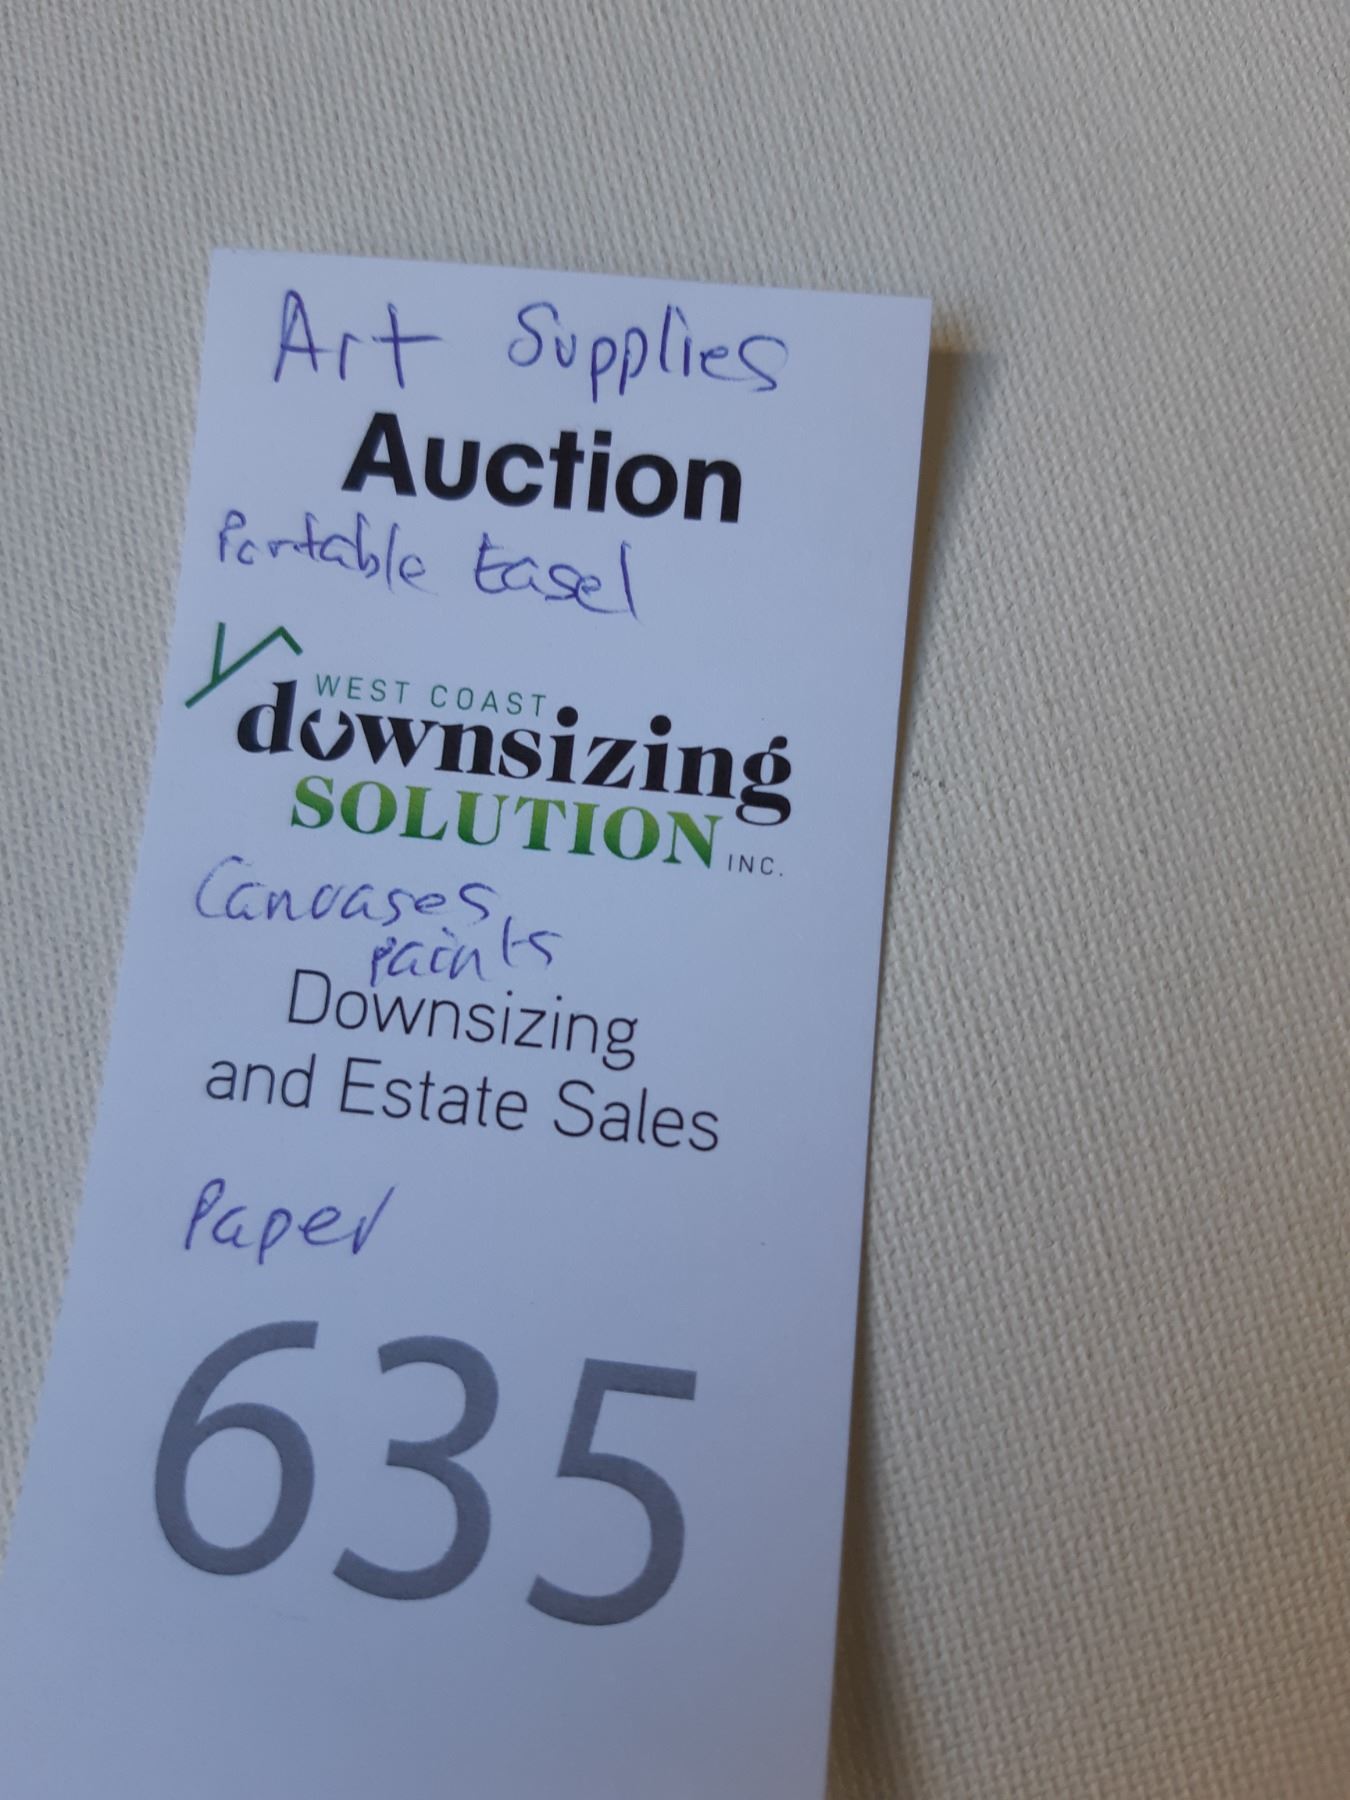 Art Supplies
Auction
Portable Easel
WEST COAST
downsizing
SOLUTION INC.
Canvases,
paints
Downsizing
and Estate Sales
Paper
635